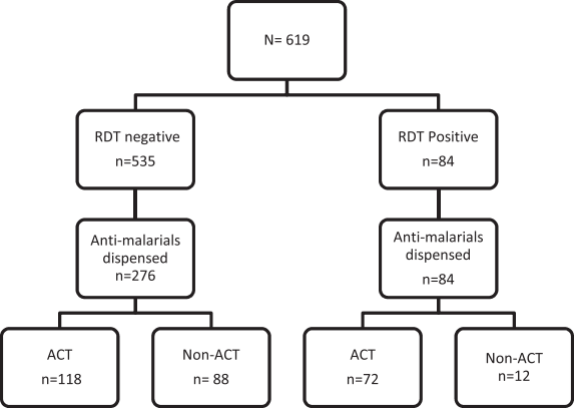 N= 619
RDT negative
n=535
RDT Positive
n=84
Anti-malarials
dispensed
n=276
Anti-malarials
dispensed
n=84
ACT
n=118
Non-ACT
n= 88
ACT
n=72
Non-ACT
n=12